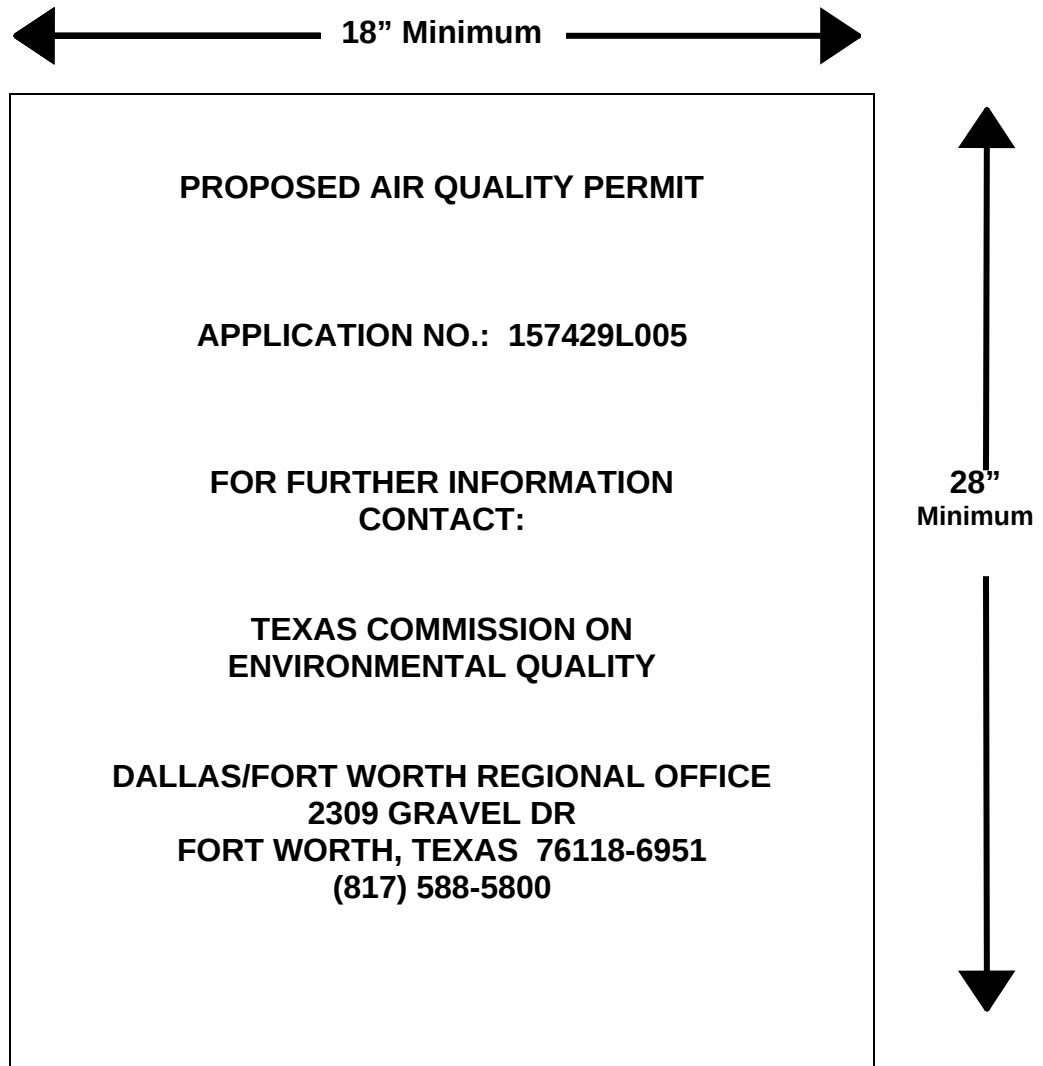 18” Minimum
PROPOSED AIR QUALITY PERMIT
APPLICATION NO.: 157429L005
FOR FURTHER INFORMATION
CONTACT:
28”
Minimum
TEXAS COMMISSION ON
ENVIRONMENTAL QUALITY
DALLAS/FORT WORTH REGIONAL OFFICE
2309 GRAVEL DR
FORT WORTH, TEXAS 76118-6951
(817) 588-5800